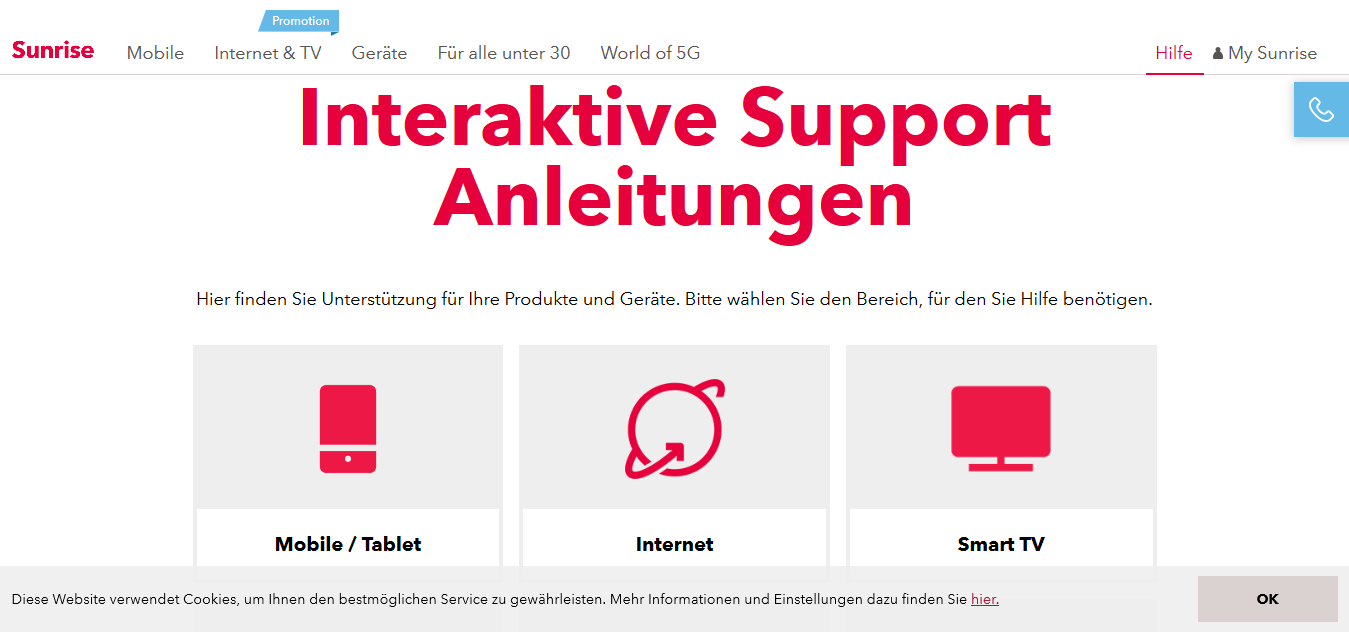 Promotion
Sunrise Mobile Internet & TV Geräte Für alle unter 30 World of 5G Hilfe My Sunrise
Interaktive Support
Anleitungen
Hier finden Sie Unterstützung für Ihre Produkte und Geräte. Bitte wählen Sie den Bereich, für den Sie Hilfe benötigen.
Mobile / Tablet Internet Smart TV
Diese Website verwendet Cookies, um Ihnen den bestmöglichen Service zu gewährleisten. Mehr Informationen und Einstellungen dazu finden Sie hier. OK